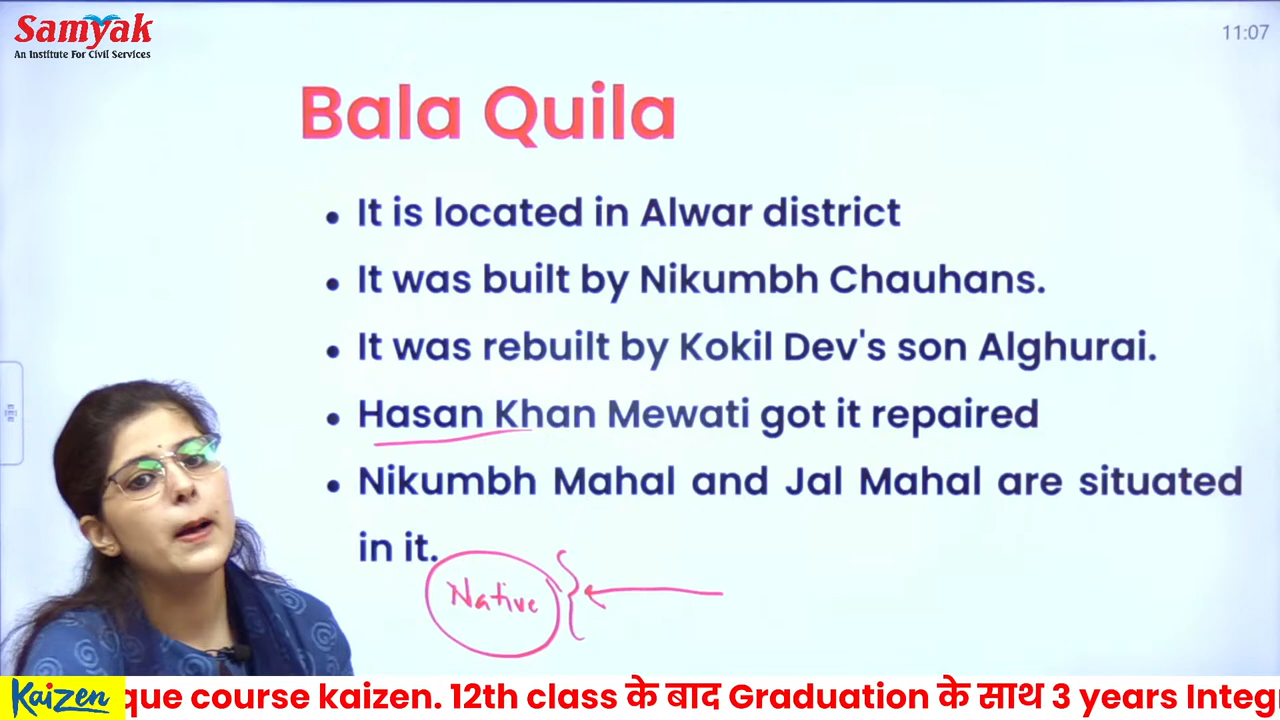 Samyak
An Institute For Civil Services
11:07
Bala Quila
• It is located in Alwar district
• It was built by Nikumbh Chauhans.
• It was rebuilt by Kokil Dev's son Alghurai.
• Hasan Khan Mewati got it repaired
• Nikumbh Mahal and Jal Mahal are situated
in it.
Native
Kaizen
que course kaizen. 12th class के बाद Graduation के साथ 3 years Integ